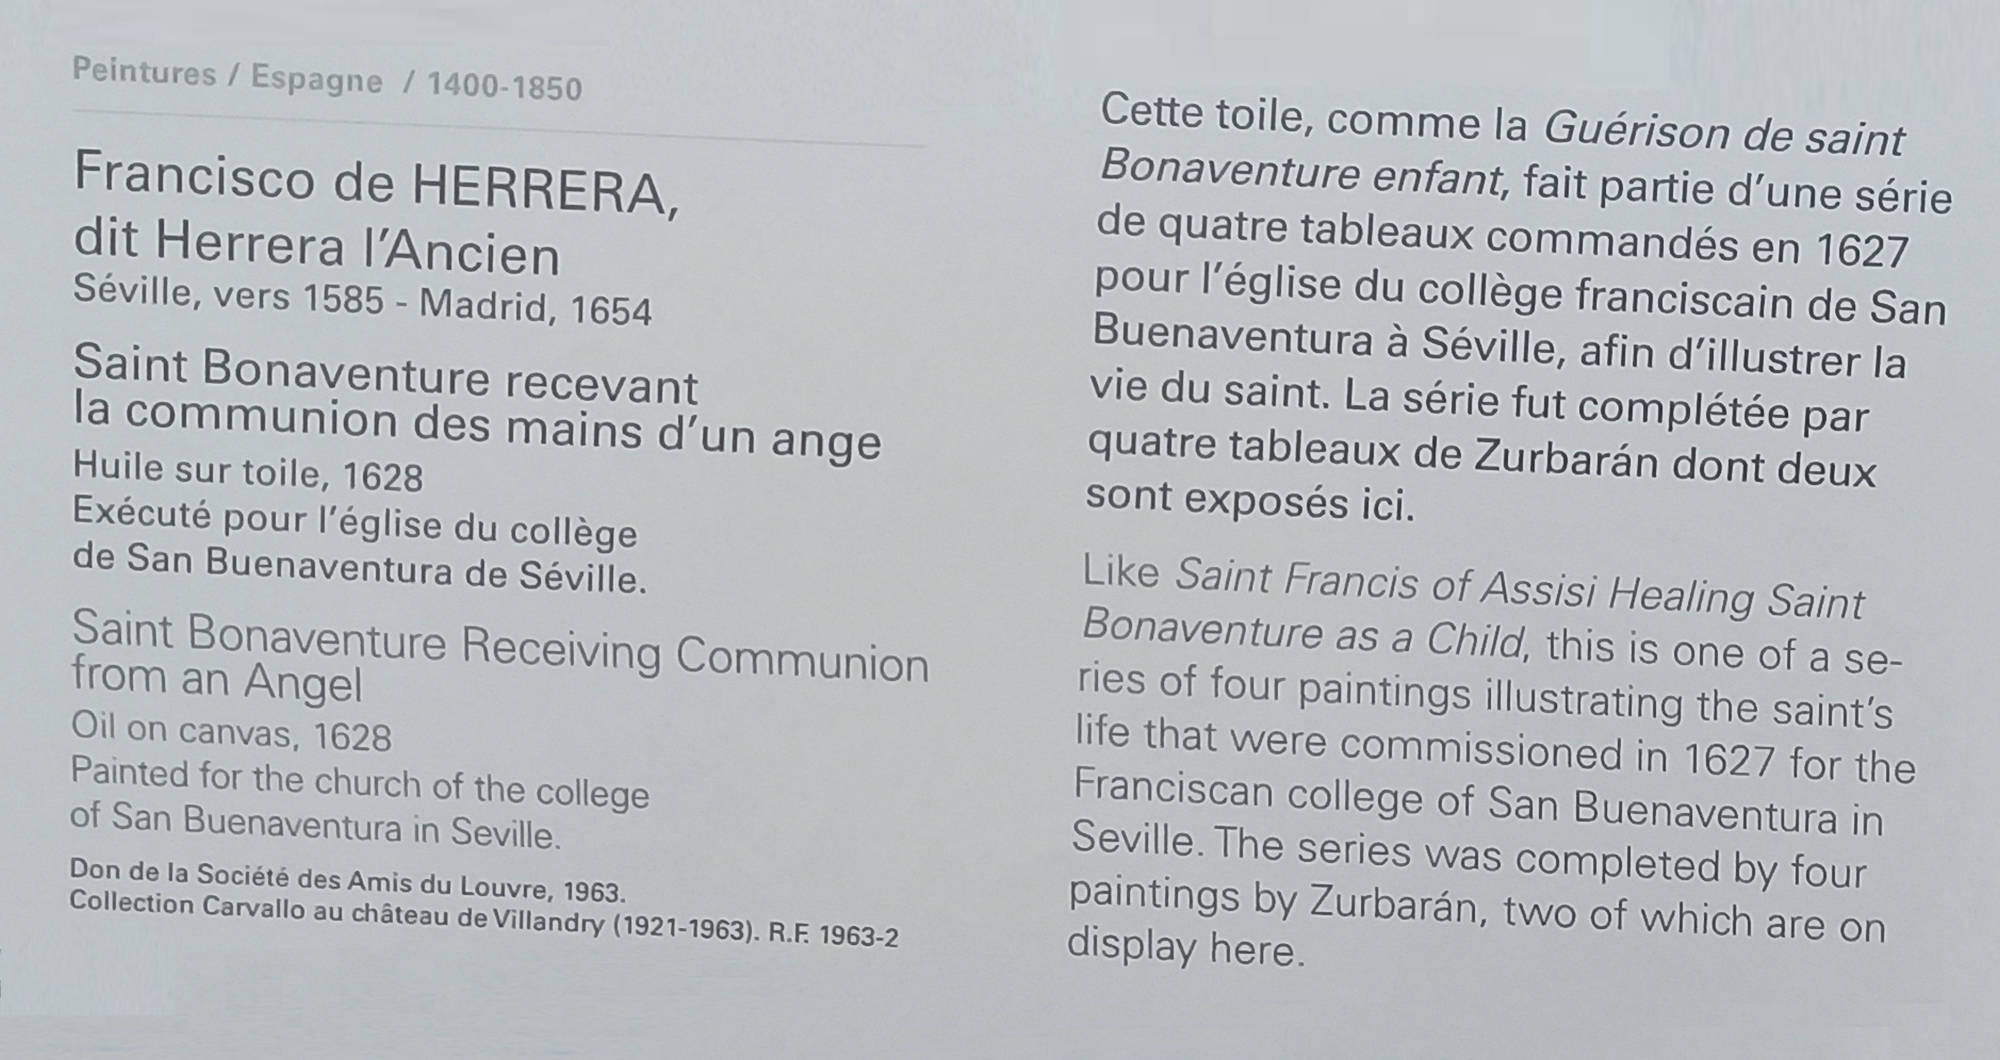 Peintures / Espagne / 1400-1850
Francisco de HERRERA,
dit Herrera l'Ancien
Séville, vers 1585 - Madrid, 1654
Saint Bonaventure recevant
la communion des mains d'un ange
Huile sur toile, 1628
Exécuté pour l'église du collège
de San Buenaventura de Séville.
Saint Bonaventure Receiving Communion
from an Angel
Oil on canvas, 1628
Painted for the church of the college
of San Buenaventura in Seville.
Don de la Société des Amis du Louvre, 1963.
Collection Carvallo au château de Villandry (1921-1963). R.F. 1963-2
Cette toile, comme la Guérison de saint
Bonaventure enfant, fait partie d'une série
de quatre tableaux commandés en 1627
pour l'église du collège franciscain de San
Buenaventura à Séville, afin d'illustrer la
vie du saint. La série fut complétée par
quatre tableaux de Zurbarán dont deux
sont exposés ici.
Like Saint Francis of Assisi Healing Saint
Bonaventure as a Child, this is one of a se-
ries of four paintings illustrating the saint's
life that were commissioned in 1627 for the
Franciscan college of San Buenaventura in
Seville. The series was completed by four
paintings by Zurbarán, two of which are on
display here.